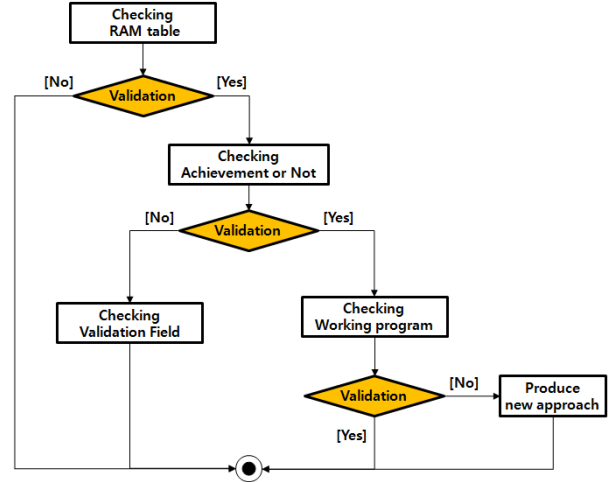 Checking
RAM table
[No]
[Yes]
Validation
Checking
Achievement or Not
[No]
[Yes]
Validation
Checking
Validation Field
Checking
Working program
Validation
[No]
Produce
new approach
[Yes]